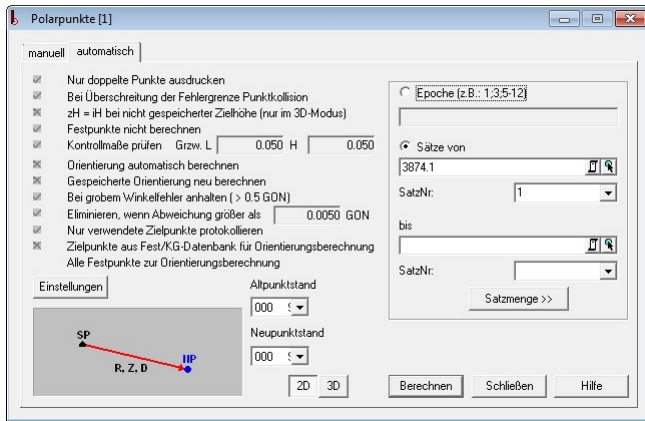 Polarpunkte [1]
manuell automatisch
Nur doppelte Punkte ausdrucken
Bei Überschreitung der Fehlergrenze Punktkollision
zH = iH bei nicht gespeicherter Zielhöhe (nur im 3D-Modus)
Festpunkte nicht berechnen
Kontrollmaße prüfen Grzw. L 0.050 H 0.050
Orientierung automatisch berechnen
Gespeicherte Orientierung neu berechnen
Bei grobem Winkelfehler anhalten ( > 0.5 GON)
Eliminieren, wenn Abweichung größer als 0.0050 GON
Nur verwendete Zielpunkte protokollieren
Zielpunkte aus Fest/KG-Datenbank für Orientierungsberechnung
Alle Festpunkte zur Orientierungsberechnung
Einstellungen
SP
NP
R, Z, D
Altpunktstand
000
Neupunktstand
000
2D 3D
Epoche (z.B.: 1;3;5-12)
Sätze von
3874.1
SatzNr: 1
bis
SatzNr:
Satzmenge >>
Berechnen Schließen Hilfe